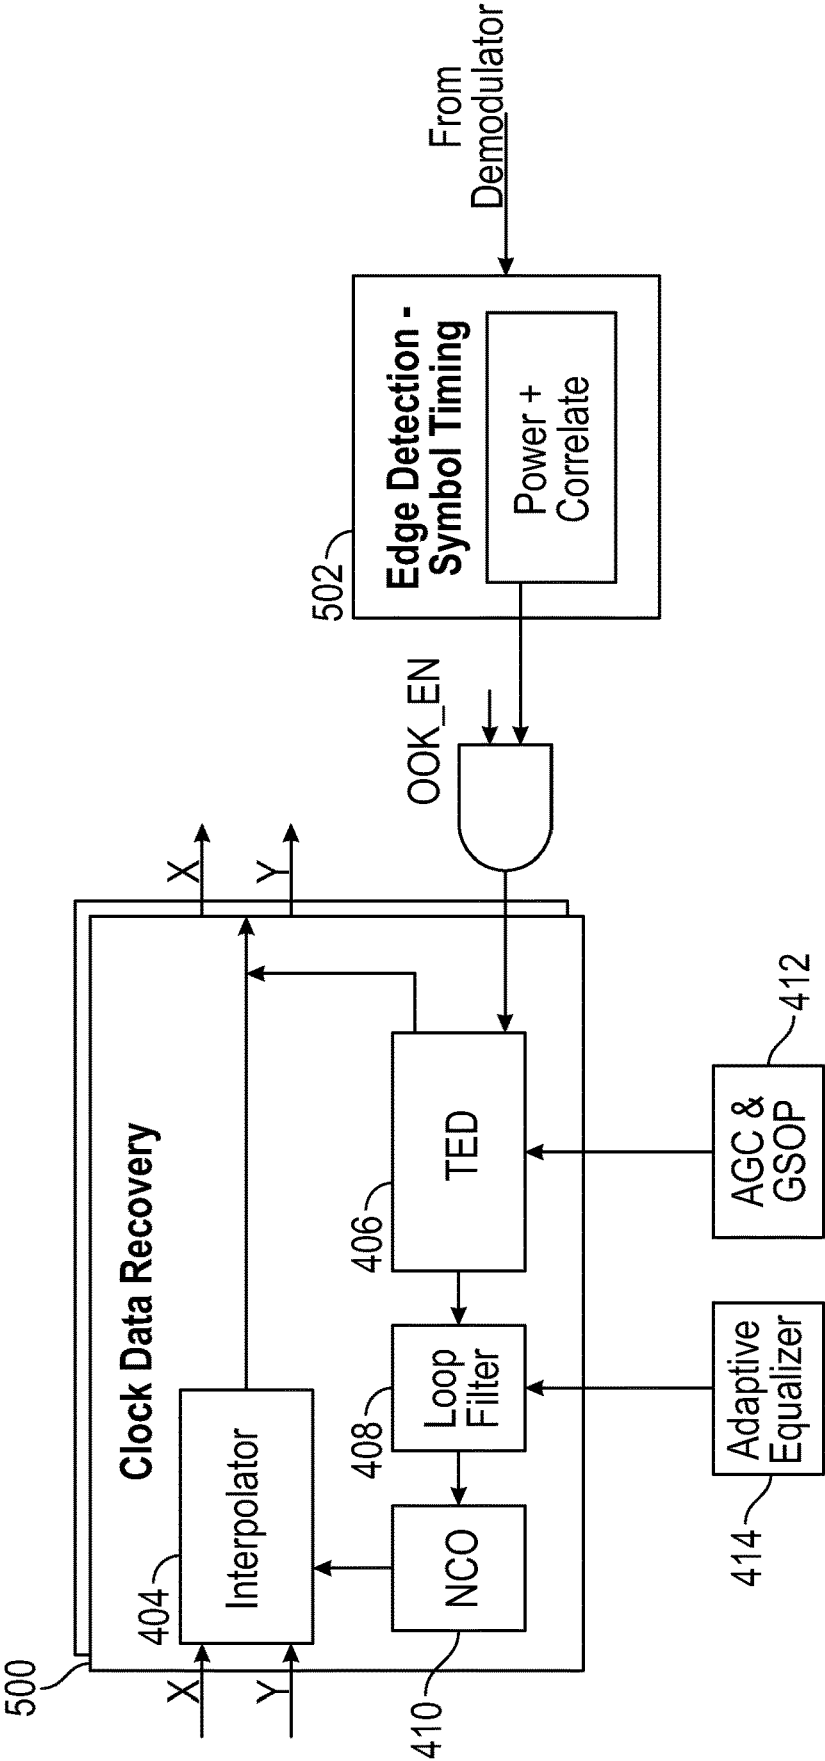 500
Clock Data Recovery
X
Y
404
Interpolator
X
Y
410
NCO
408
Loop
Filter
406
TED
414
Adaptive
Equalizer
AGC &
GSOP
412
OOK_EN
502
Edge Detection -
Symbol Timing
Power +
Correlate
From
Demodulator